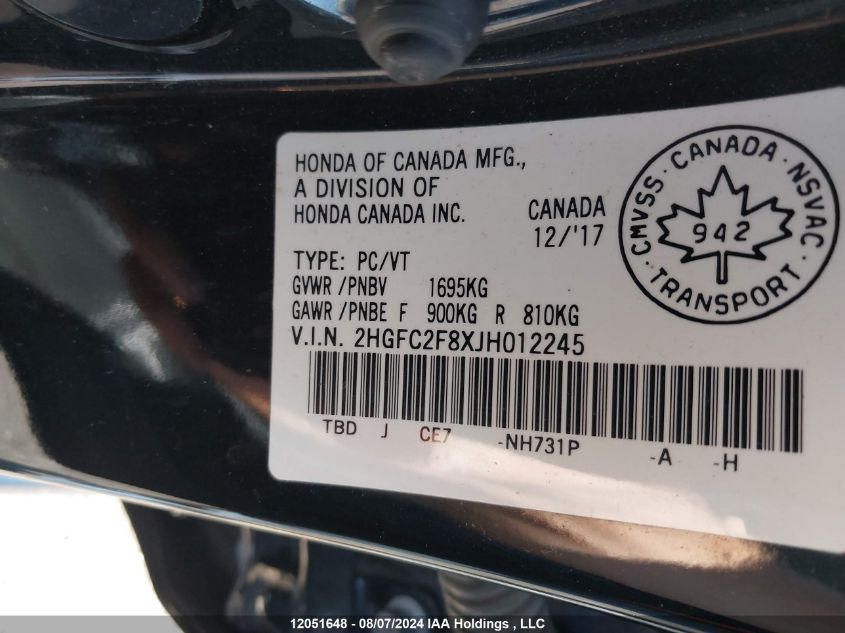 HONDA OF CANADA MFG.,
A DIVISION OF
HONDA CANADA INC. CANADA
12/'17
TYPE: PC/VT
GVWR /PNBV 1695KG
GAWR /PNBE F 900KG R 810KG
V.I.N. 2HGFC2F8XJH012245
TBD J CE7 -NH731P -A -H
CMVSS · CANADA · NSVAC · TRANSPORT ·
942
12051648 - 08/07/2024 IAA Holdings, LLC